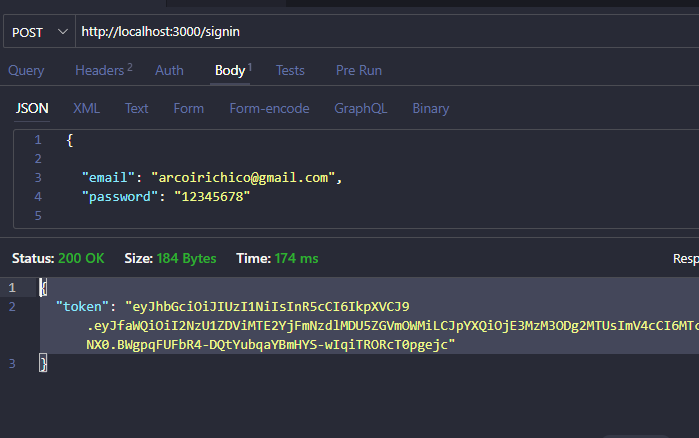 POST http://localhost:3000/signin
Query Headers 2 Auth Body 1 Tests Pre Run
JSON XML Text Form Form-encode GraphQL Binary
1 {
2
3 "email": "arcoirichico@gmail.com",
4 "password": "12345678"
5
Status: 200 OK Size: 184 Bytes Time: 174 ms Resp
1 {
2 "token": "eyJhbGciOiJIUzI1NiIsInR5cCI6IkpXVCJ9
.eyJfaWQiOiI2NzU1ZDViMTE2YjFmNzdlMDU5ZGVmOWMiLCJpYXQiOjE3MzM3ODg2MTUsImV4cCI6MTc
NX0.BWgpqFUFbR4-DQtYubqaYBmHYS-wIqiTRORcT0pgejc"
3 }